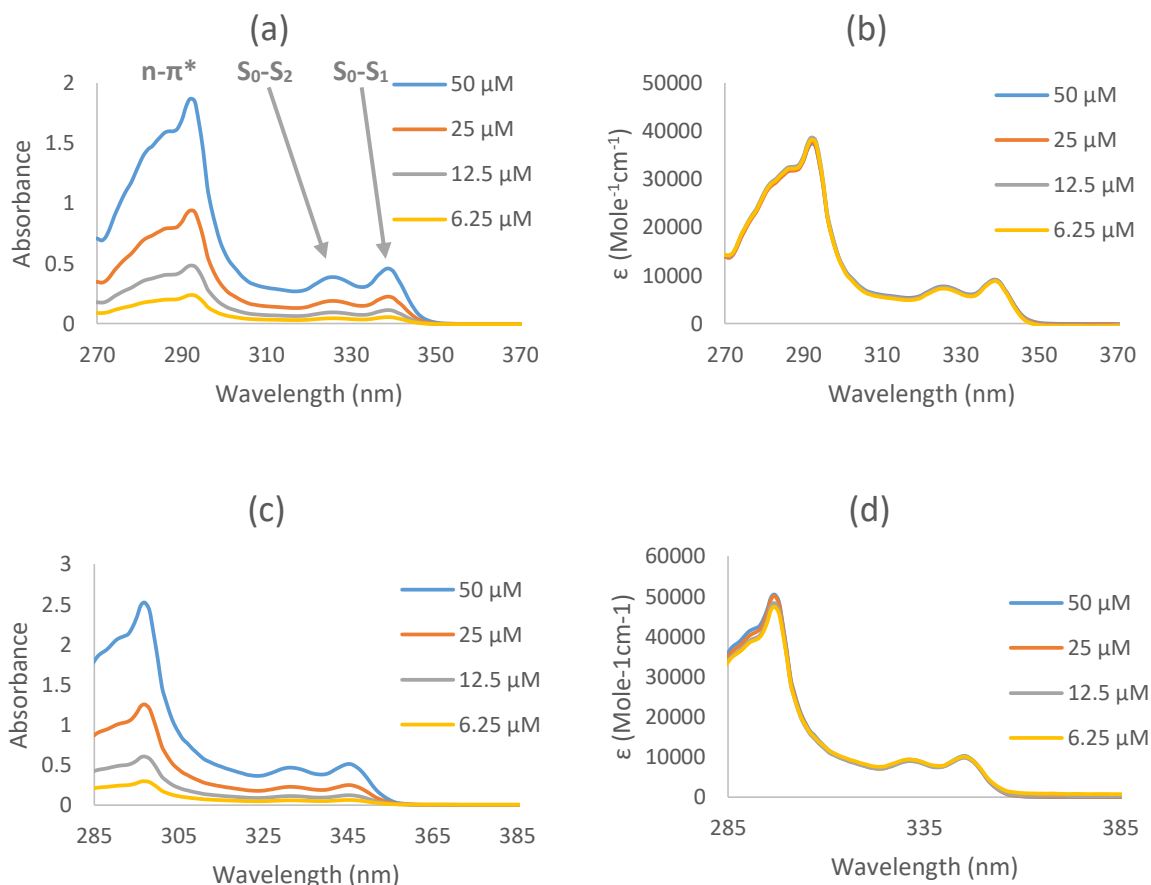 (a)
n-π*
S₀-S₂
S₀-S₁
2
1.5
1
0.5
0
Absorbance
270 290 310 330 350 370
Wavelength (nm)
50 µM
25 µM
12.5 µM
6.25 µM
(b)
50000
40000
30000
20000
10000
0
ε (Mole⁻¹cm⁻¹)
270 290 310 330 350 370
Wavelength (nm)
50 µM
25 µM
12.5 µM
6.25 µM
(c)
3
2.5
2
1.5
1
0.5
0
Absorbance
285 305 325 345 365 385
Wavelength (nm)
50 µM
25 µM
12.5 µM
6.25 µM
(d)
60000
50000
40000
30000
20000
10000
0
ε (Mole-1cm-1)
285 335 385
Wavelength (nm)
50 µM
25 µM
12.5 µM
6.25 µM